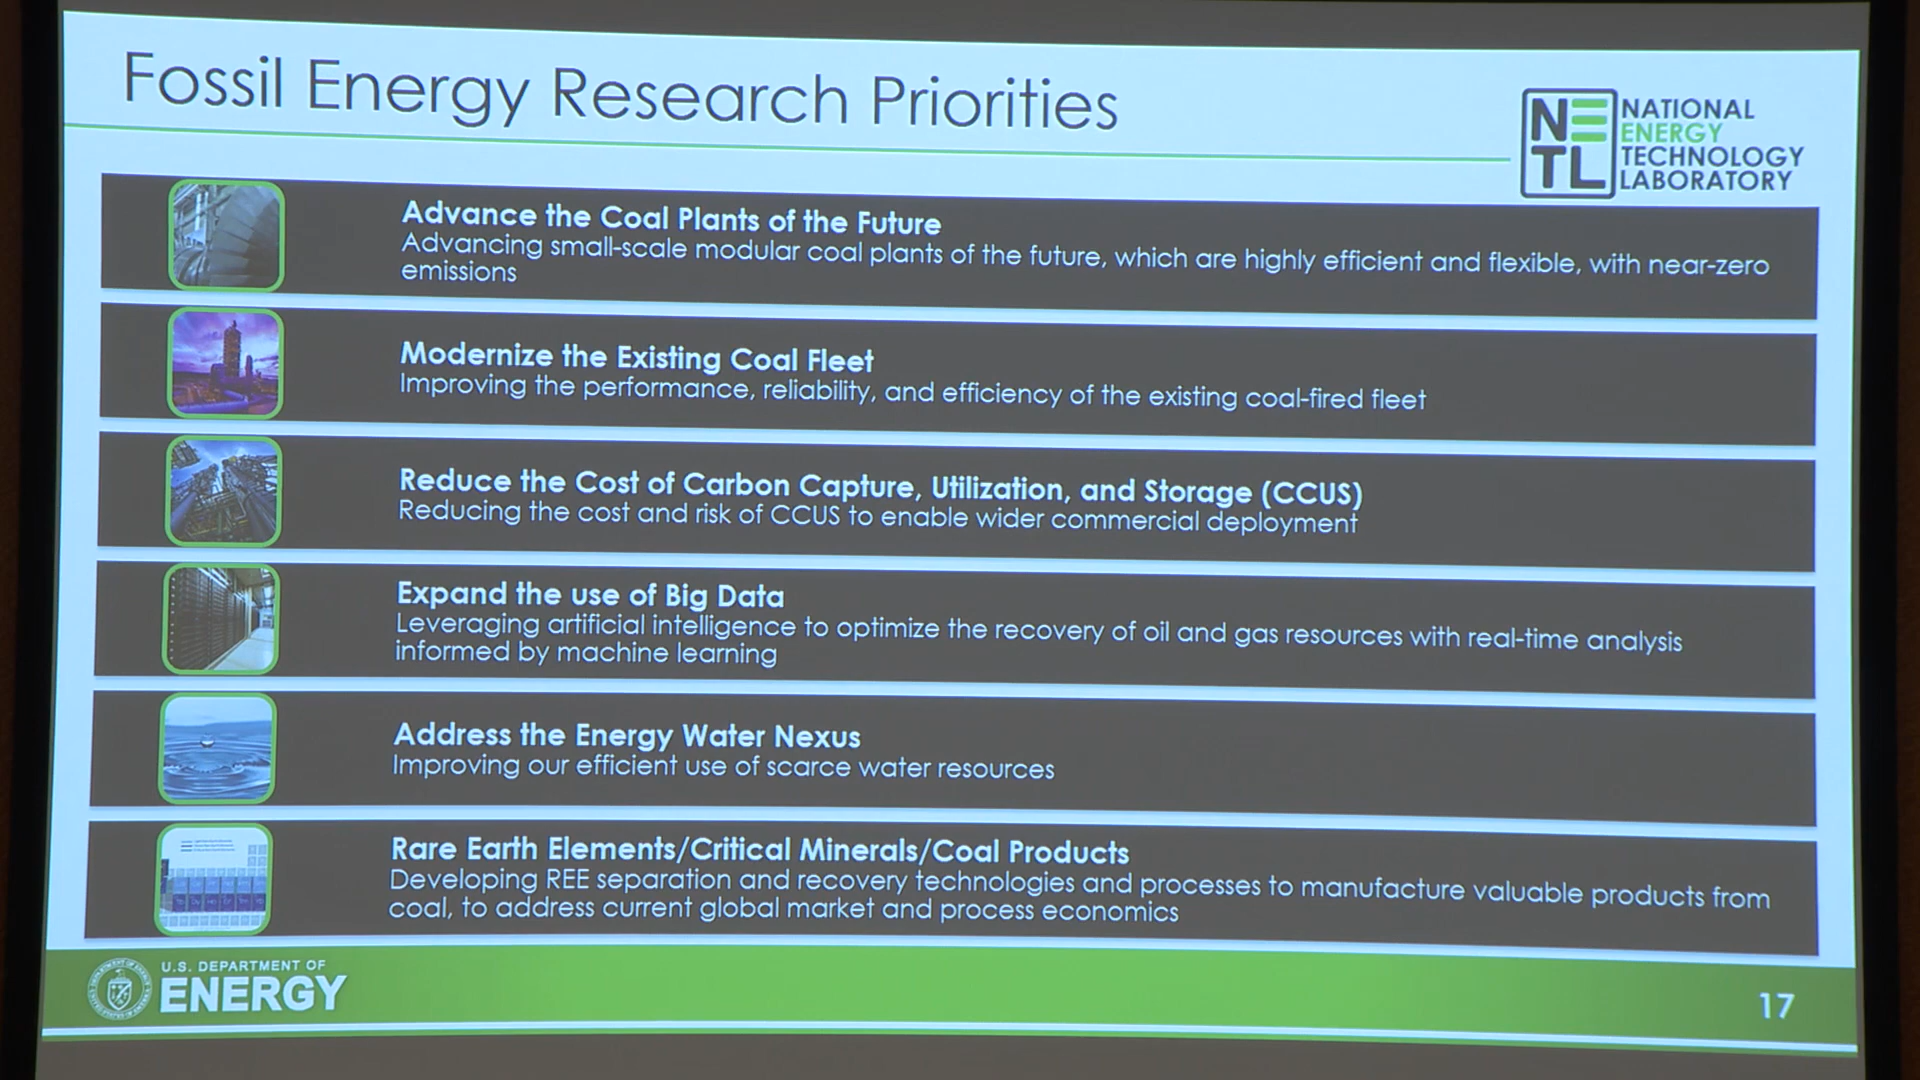 Fossil Energy Research Priorities
NETL
NATIONAL
ENERGY
TECHNOLOGY
LABORATORY
Advance the Coal Plants of the Future
Advancing small-scale modular coal plants of the future, which are highly efficient and flexible, with near-zero
emissions
Modernize the Existing Coal Fleet
Improving the performance, reliability, and efficiency of the existing coal-fired fleet
Reduce the Cost of Carbon Capture, Utilization, and Storage (CCUS)
Reducing the cost and risk of CCUS to enable wider commercial deployment
Expand the use of Big Data
Leveraging artificial intelligence to optimize the recovery of oil and gas resources with real-time analysis
informed by machine learning
Address the Energy Water Nexus
Improving our efficient use of scarce water resources
Rare Earth Elements/Critical Minerals/Coal Products
Developing REE separation and recovery technologies and processes to manufacture valuable products from
coal, to address current global market and process economics
U.S. DEPARTMENT OF
ENERGY
17